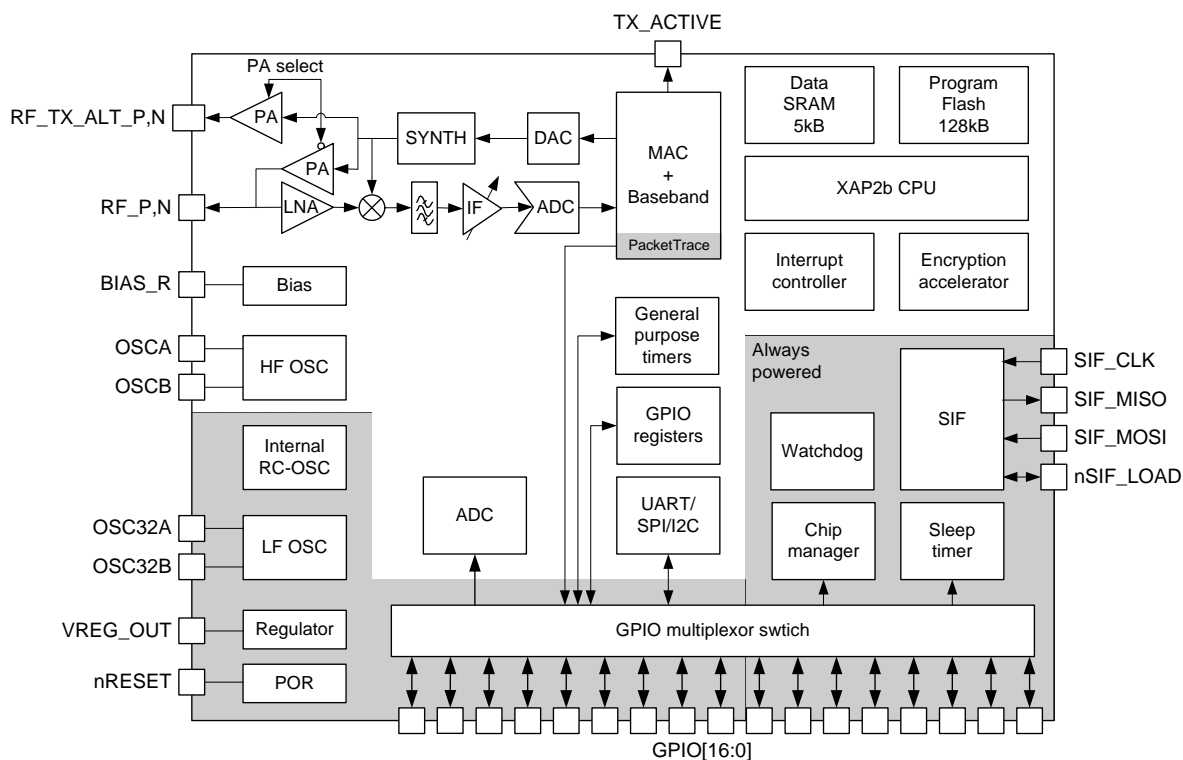 TX_ACTIVE
PA select
RF_TX_ALT_P,N
PA
SYNTH
DAC
MAC
+
Baseband
PacketTrace
PA
RF_P,N
LNA
IF
ADC
Data
SRAM
5kB
Program
Flash
128kB
XAP2b CPU
Interrupt
controller
Encryption
accelerator
BIAS_R
Bias
OSCA
OSCB
HF OSC
General
purpose
timers
Always
powered
SIF
SIF_CLK
SIF_MISO
SIF_MOSI
nSIF_LOAD
GPIO
registers
Watchdog
Internal
RC-OSC
ADC
UART/
SPI/I2C
Chip
manager
Sleep
timer
OSC32A
OSC32B
LF OSC
VREG_OUT
Regulator
GPIO multiplexor swtich
nRESET
POR
GPIO[16:0]